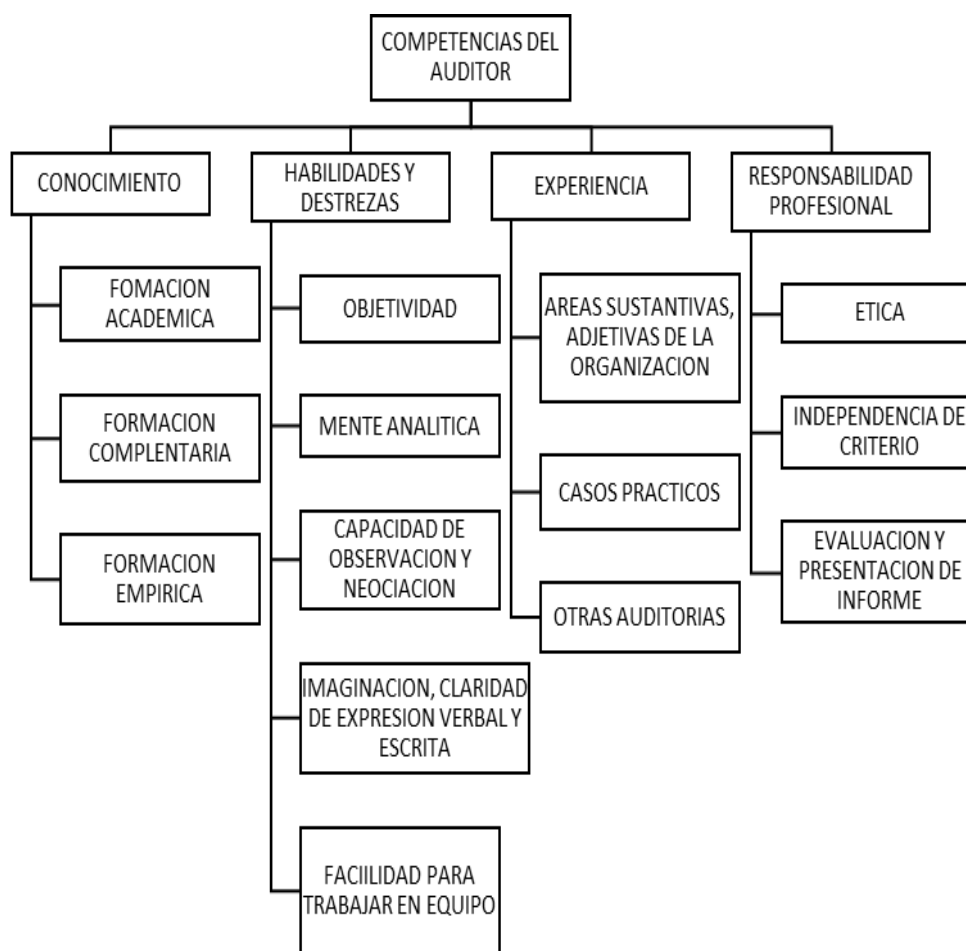 COMPETENCIAS DEL
AUDITOR
CONOCIMIENTO
FOMACION
ACADEMICA
FORMACION
COMPLENTARIA
FORMACION
EMPIRICA
HABILIDADES Y
DESTREZAS
OBJETIVIDAD
MENTE ANALITICA
CAPACIDAD DE
OBSERVACION Y
NEOCIACION
IMAGINACION, CLARIDAD
DE EXPRESION VERBAL Y
ESCRITA
FACIILIDAD PARA
TRABAJAR EN EQUIPO
EXPERIENCIA
AREAS SUSTANTIVAS,
ADJETIVAS DE LA
ORGANIZACION
CASOS PRACTICOS
OTRAS AUDITORIAS
RESPONSABILIDAD
PROFESIONAL
ETICA
INDEPENDENCIA DE
CRITERIO
EVALUACION Y
PRESENTACION DE
INFORME